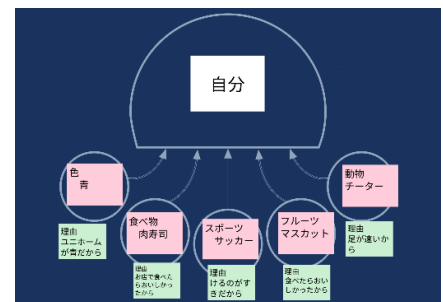 自分
色
青
理由
ユニホーム
が青だから
食べ物
肉寿司
理由
お店で食べた
らおいしかっ
たから
スポーツ
サッカー
理由
けるのがす
きだから
フルーツ
マスカット
理由
食べたらおい
しかったから
動物
チーター
理由
足が速いか
ら